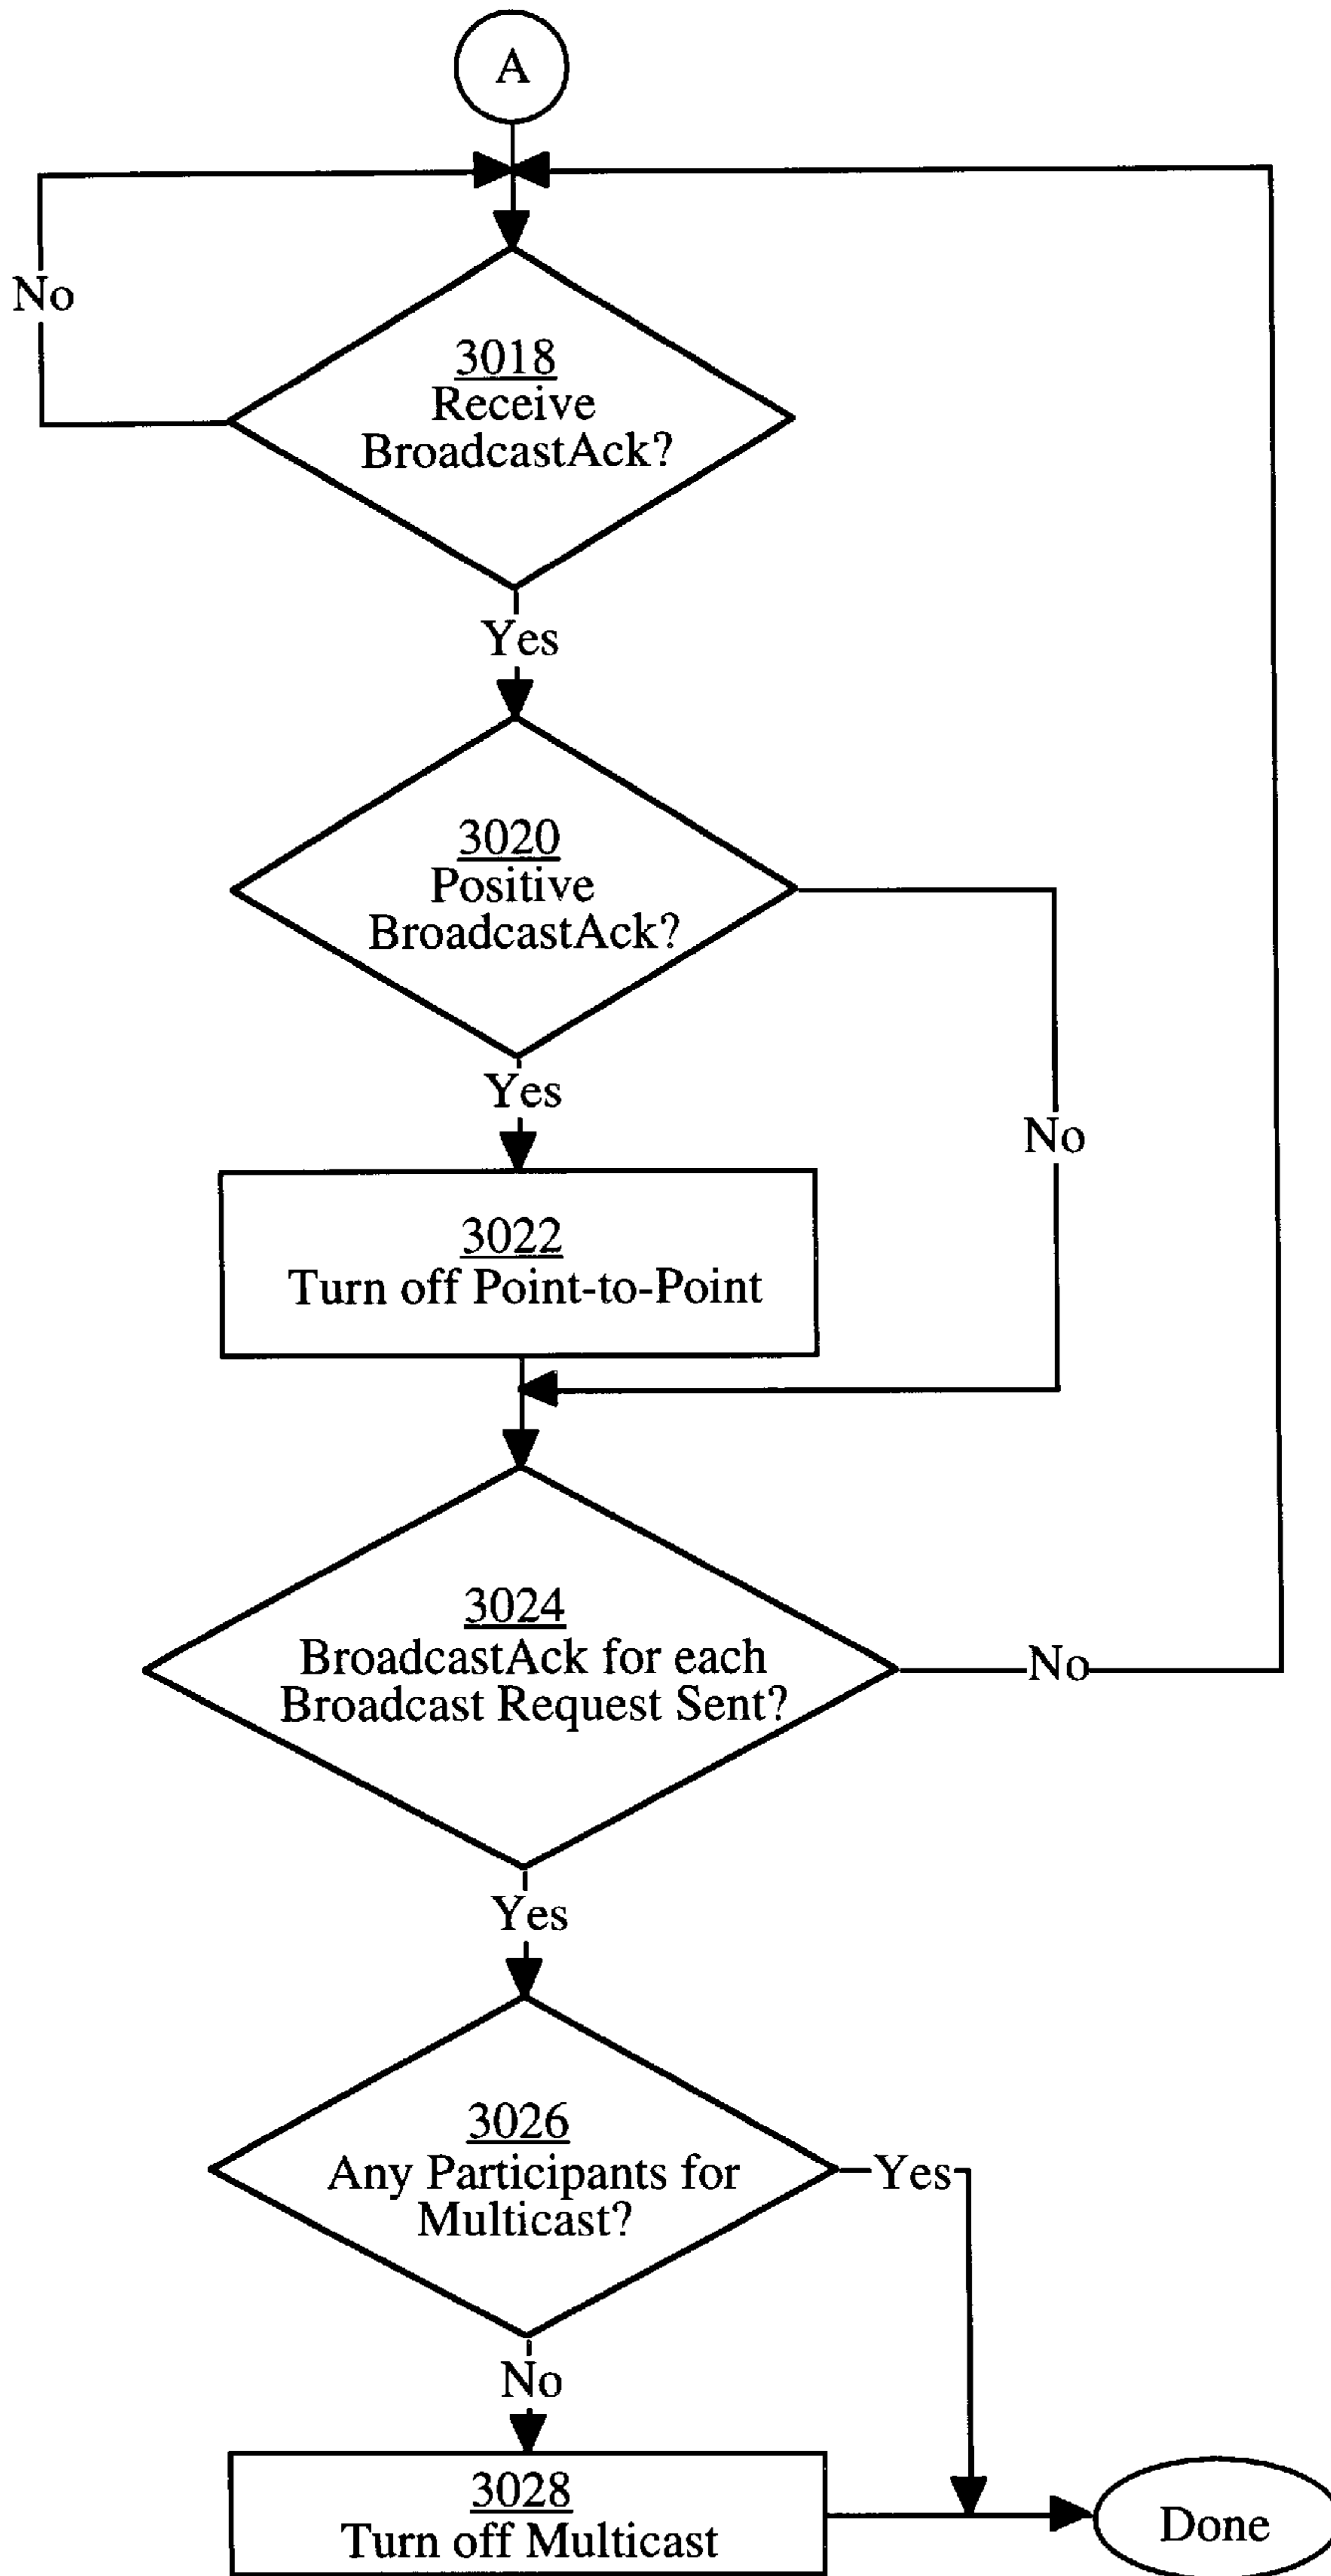 A
No
3018
Receive
BroadcastAck?
Yes
3020
Positive
BroadcastAck?
Yes
No
3022
Turn off Point-to-Point
3024
BroadcastAck for each
Broadcast Request Sent?
No
Yes
3026
Any Participants for
Multicast?
Yes
No
3028
Turn off Multicast
Done